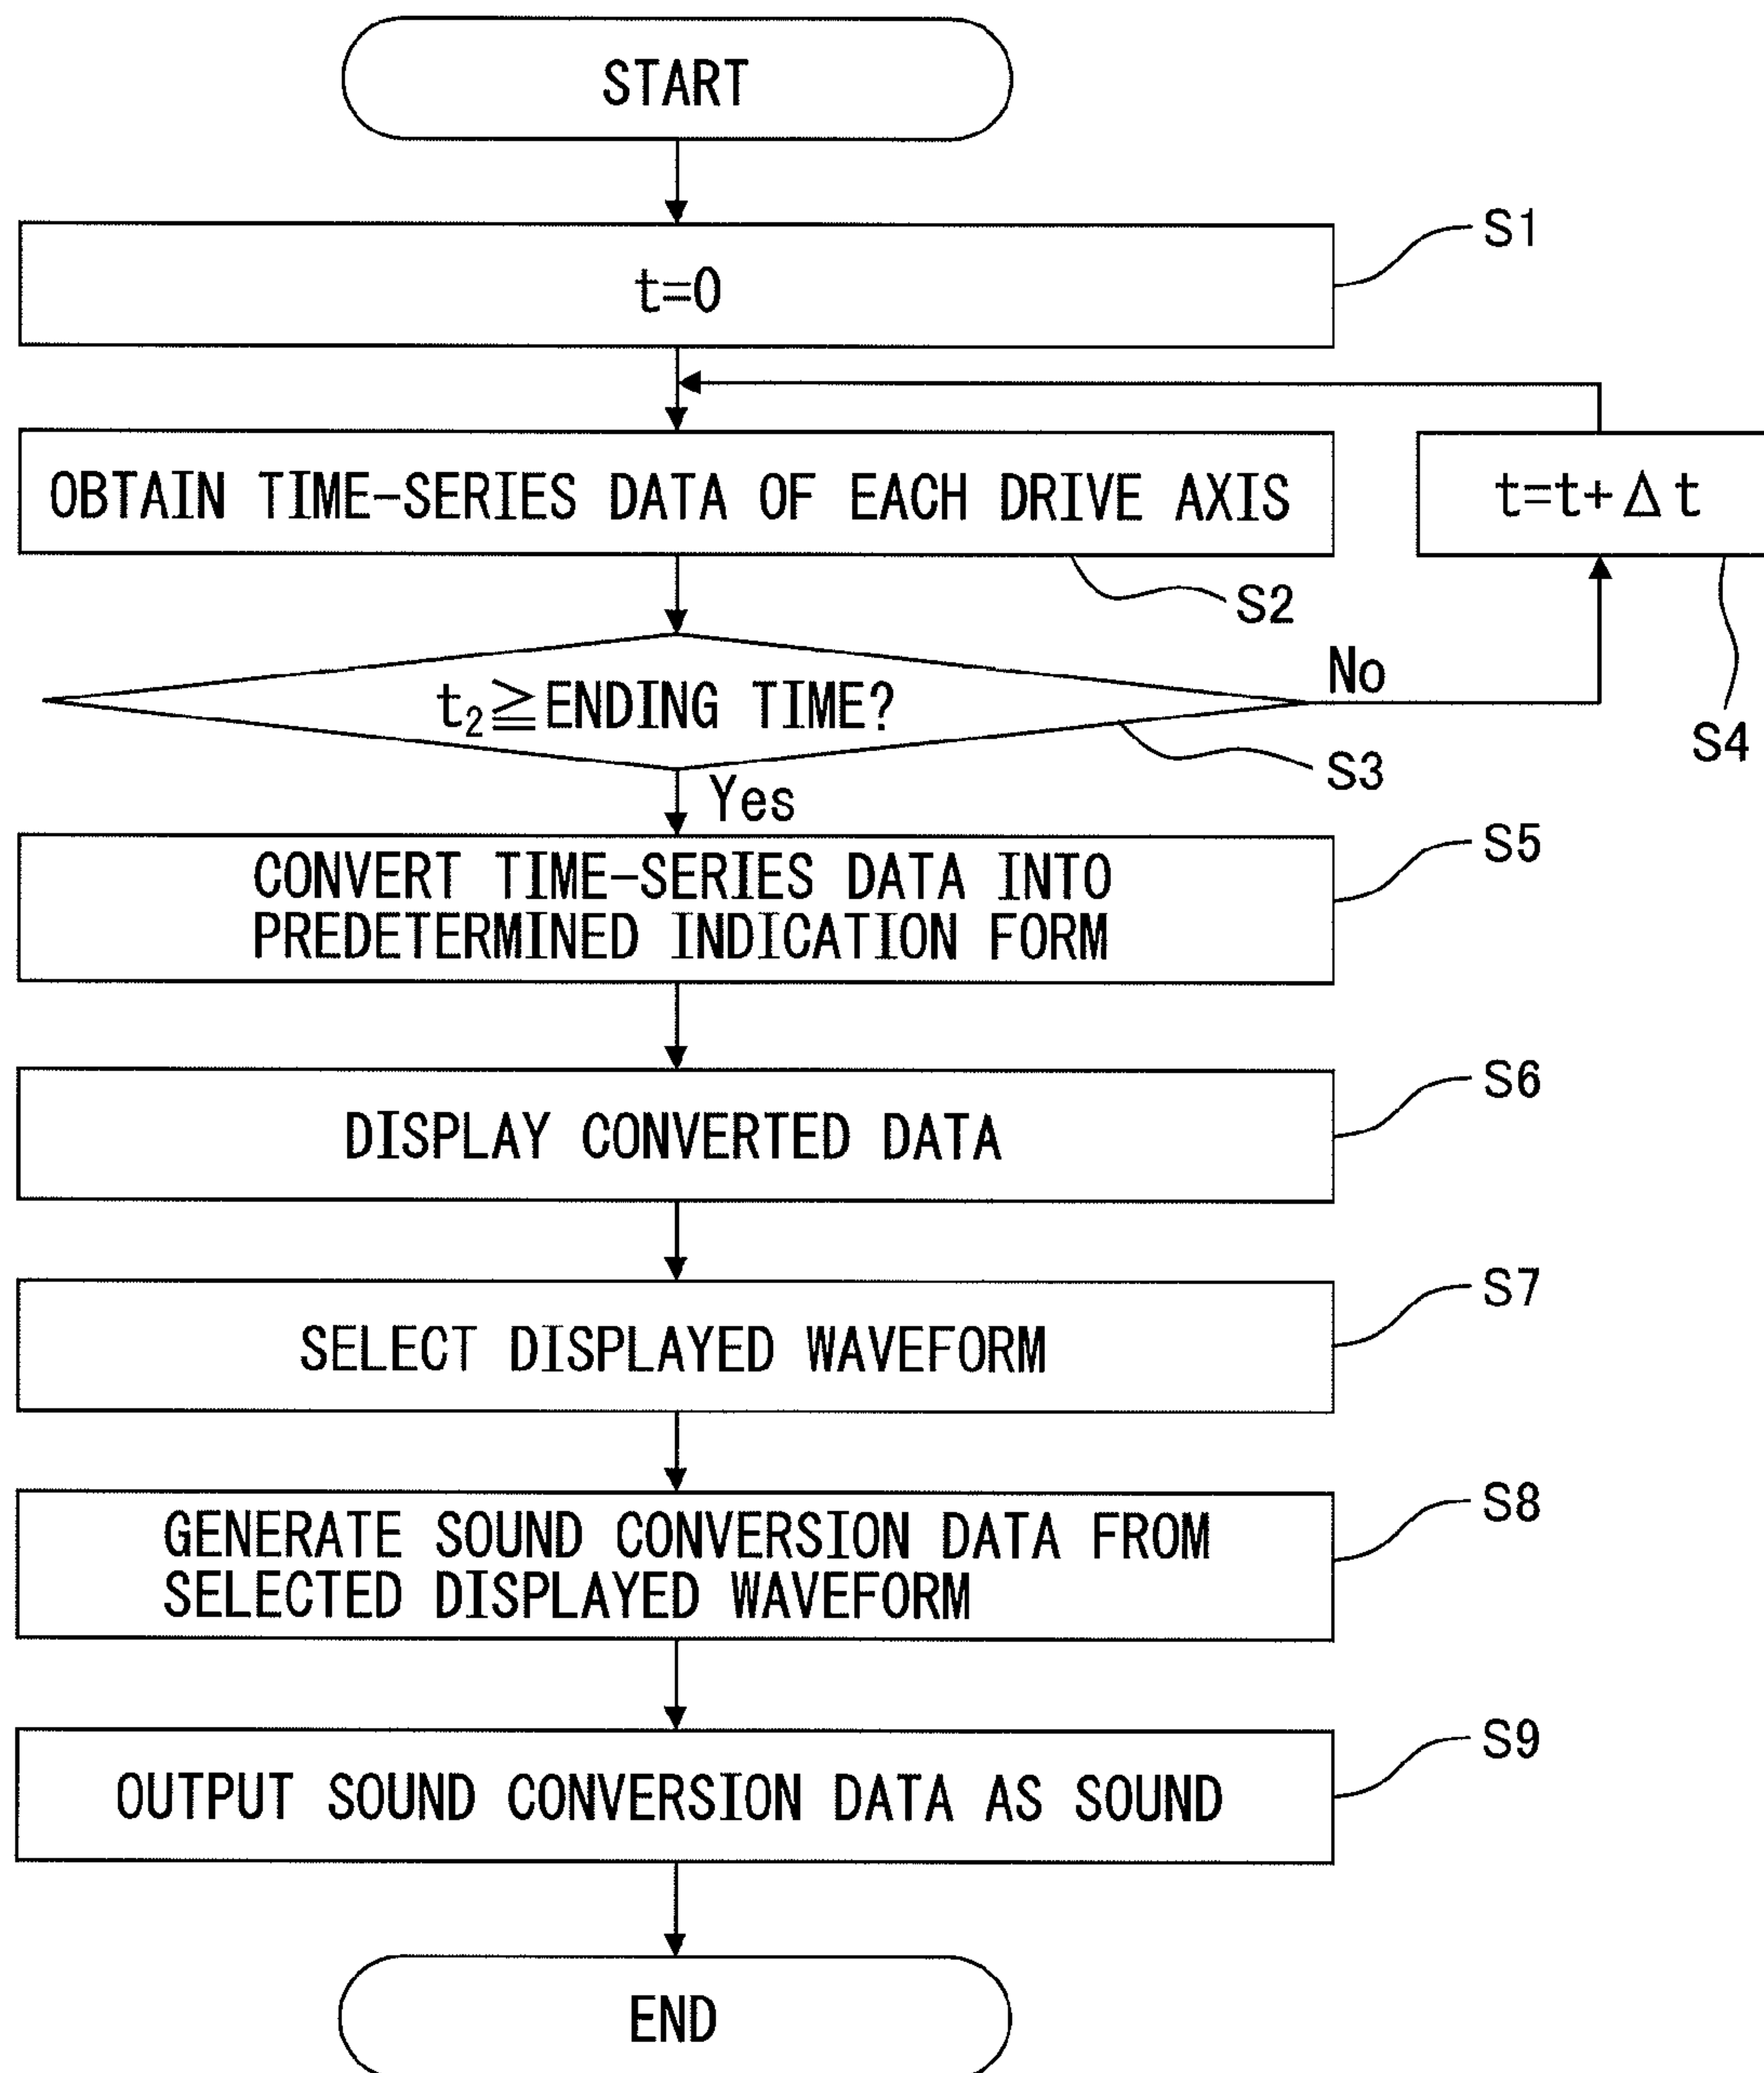 START
S1
t=0
OBTAIN TIME-SERIES DATA OF EACH DRIVE AXIS
t=t+Δt
S2
t₂≧ENDING TIME?
No
S4
S3
Yes
S5
CONVERT TIME-SERIES DATA INTO
PREDETERMINED INDICATION FORM
S6
DISPLAY CONVERTED DATA
S7
SELECT DISPLAYED WAVEFORM
S8
GENERATE SOUND CONVERSION DATA FROM
SELECTED DISPLAYED WAVEFORM
S9
OUTPUT SOUND CONVERSION DATA AS SOUND
END